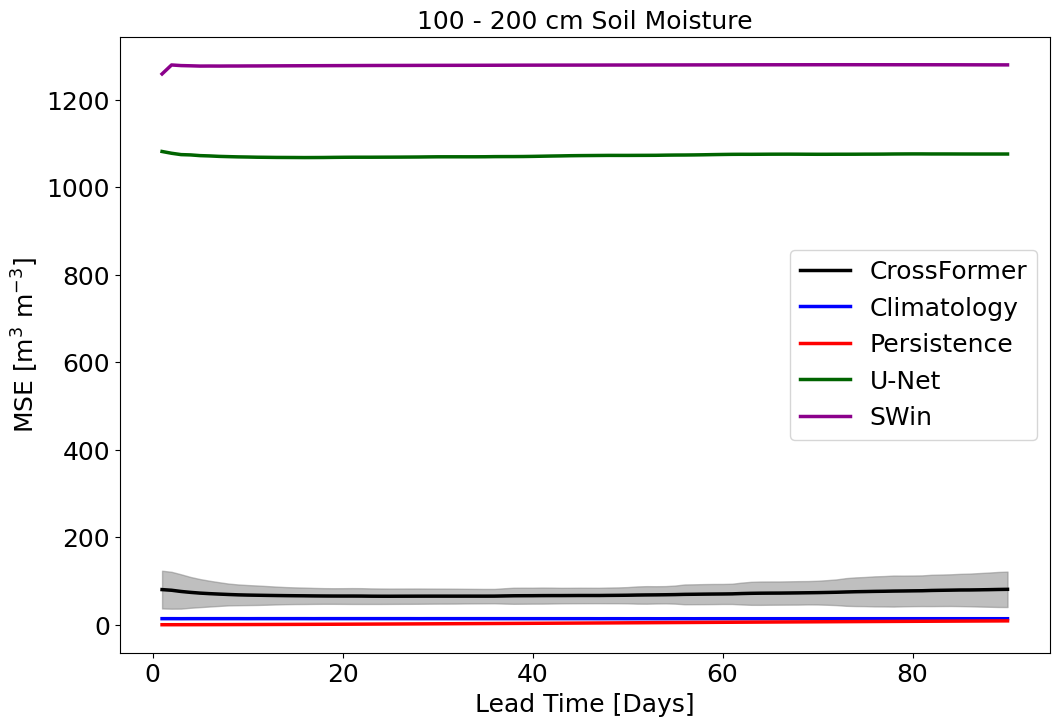 100 - 200 cm Soil Moisture
MSE [m³ m⁻³]
1200
1000
800
600
400
200
0
CrossFormer
Climatology
Persistence
U-Net
SWin
0 20 40 60 80
Lead Time [Days]